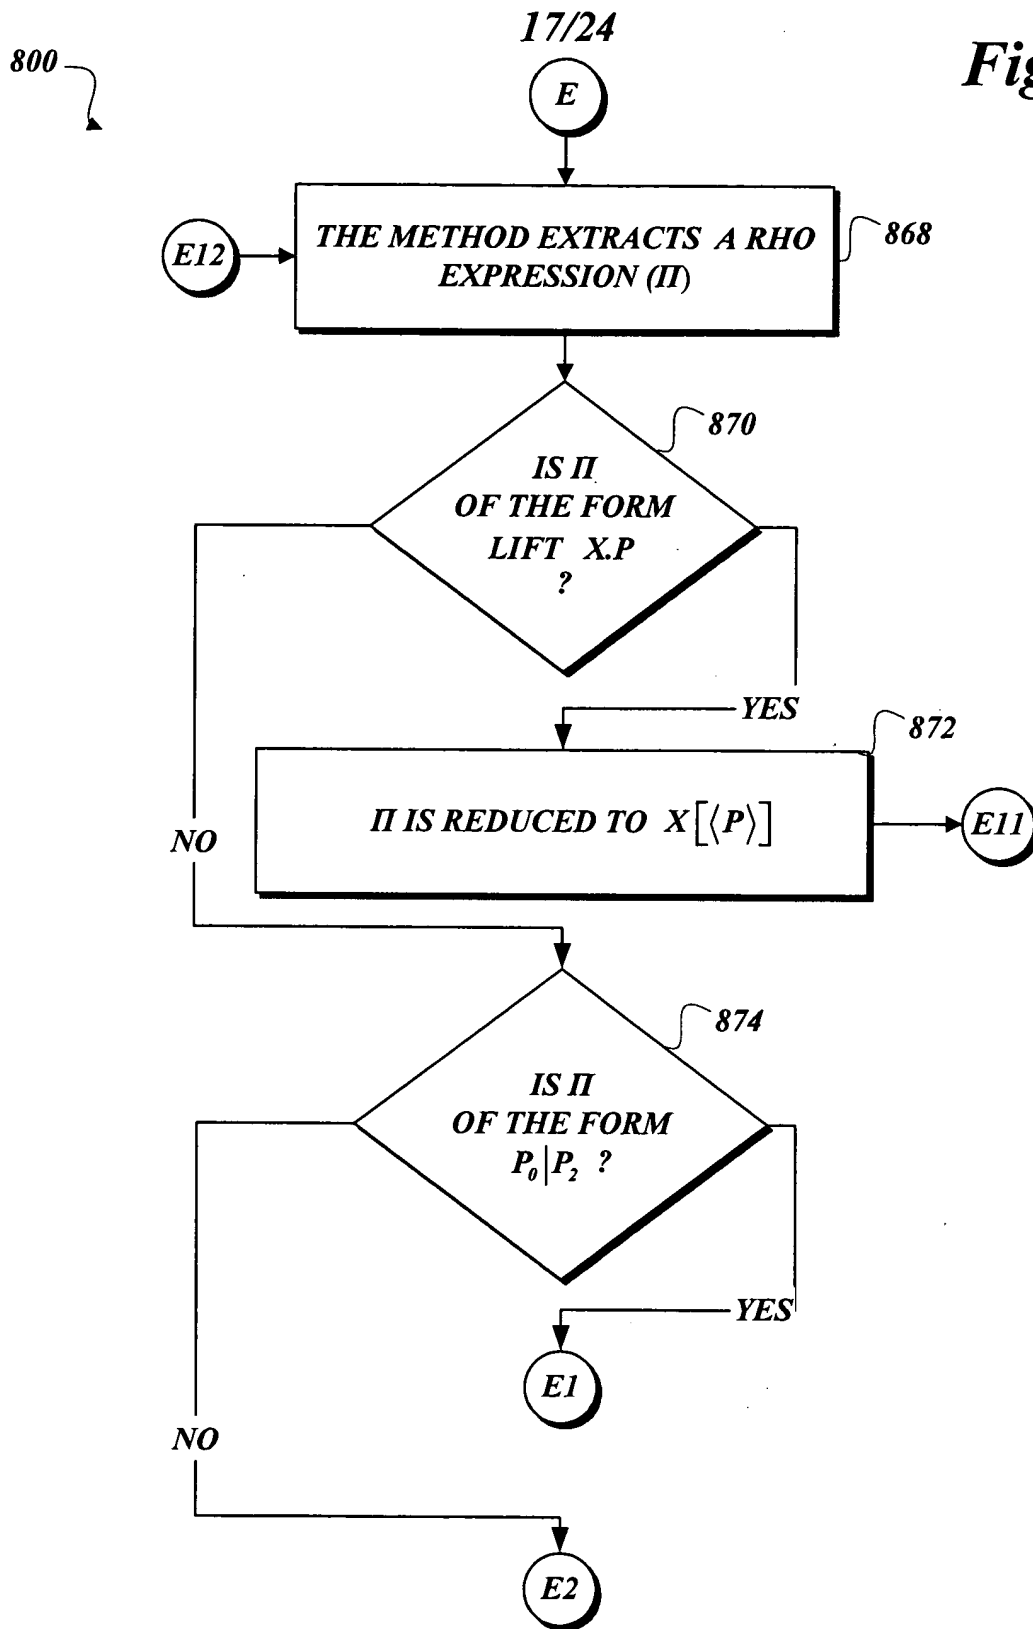 17/24
800
Fig
E
E12
THE METHOD EXTRACTS A RHO
EXPRESSION (Π)
868
870
IS Π
OF THE FORM
LIFT X.P
?
YES
872
Π IS REDUCED TO X[⟨P⟩]
E11
NO
874
IS Π
OF THE FORM
P₀|P₂ ?
YES
E1
NO
E2